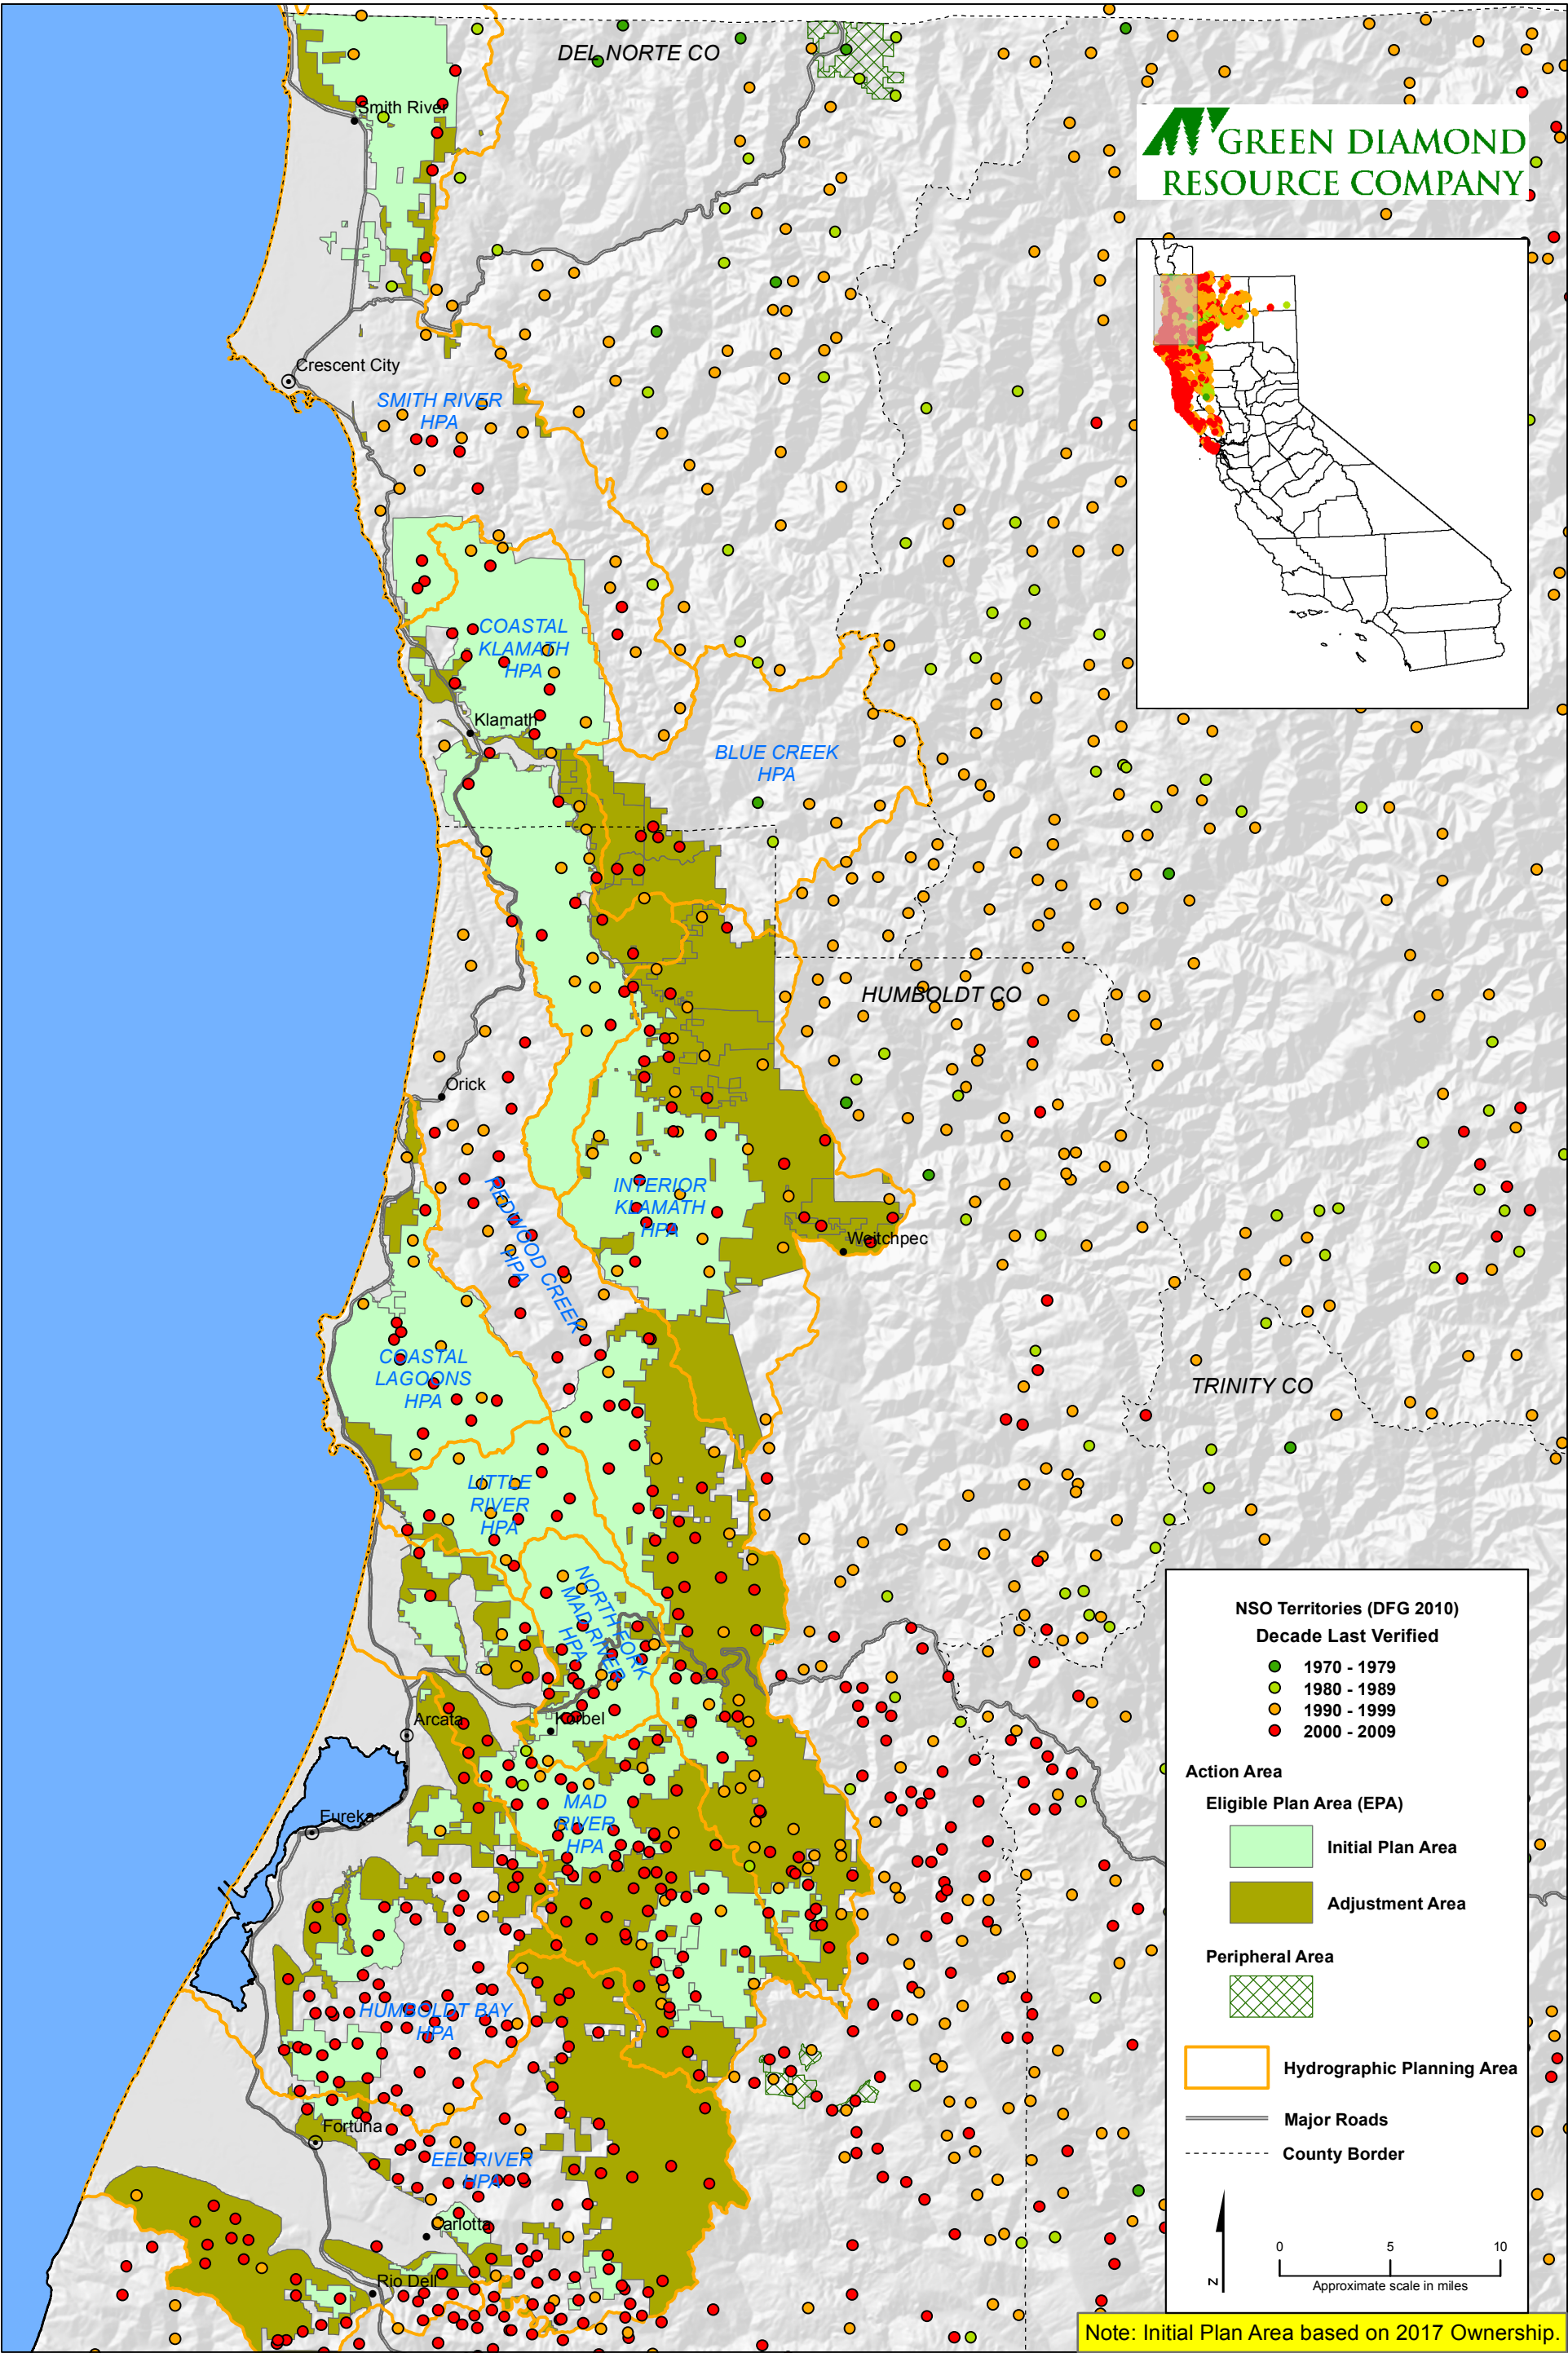 DEL NORTE CO
Smith River
GREEN DIAMOND
RESOURCE COMPANY
Crescent City
SMITH RIVER
HPA
COASTAL
KLAMATH
HPA
Klamath
BLUE CREEK
HPA
HUMBOLDT CO
Orick
REDWOOD CREEK
HPA
INTERIOR
KLAMATH
HPA
Weitchpec
COASTAL
LAGOONS
HPA
TRINITY CO
LITTLE
RIVER
HPA
NORTH FORK
MAD RIVER
HPA
Arcata
Korbel
Eureka
MAD
RIVER
HPA
HUMBOLDT BAY
HPA
Fortuna
EEL RIVER
HPA
Carlotta
Rio Dell
NSO Territories (DFG 2010)
Decade Last Verified
1970 - 1979
1980 - 1989
1990 - 1999
2000 - 2009
Action Area
Eligible Plan Area (EPA)
Initial Plan Area
Adjustment Area
Peripheral Area
Hydrographic Planning Area
Major Roads
County Border
N
0 5 10
Approximate scale in miles
Note: Initial Plan Area based on 2017 Ownership.